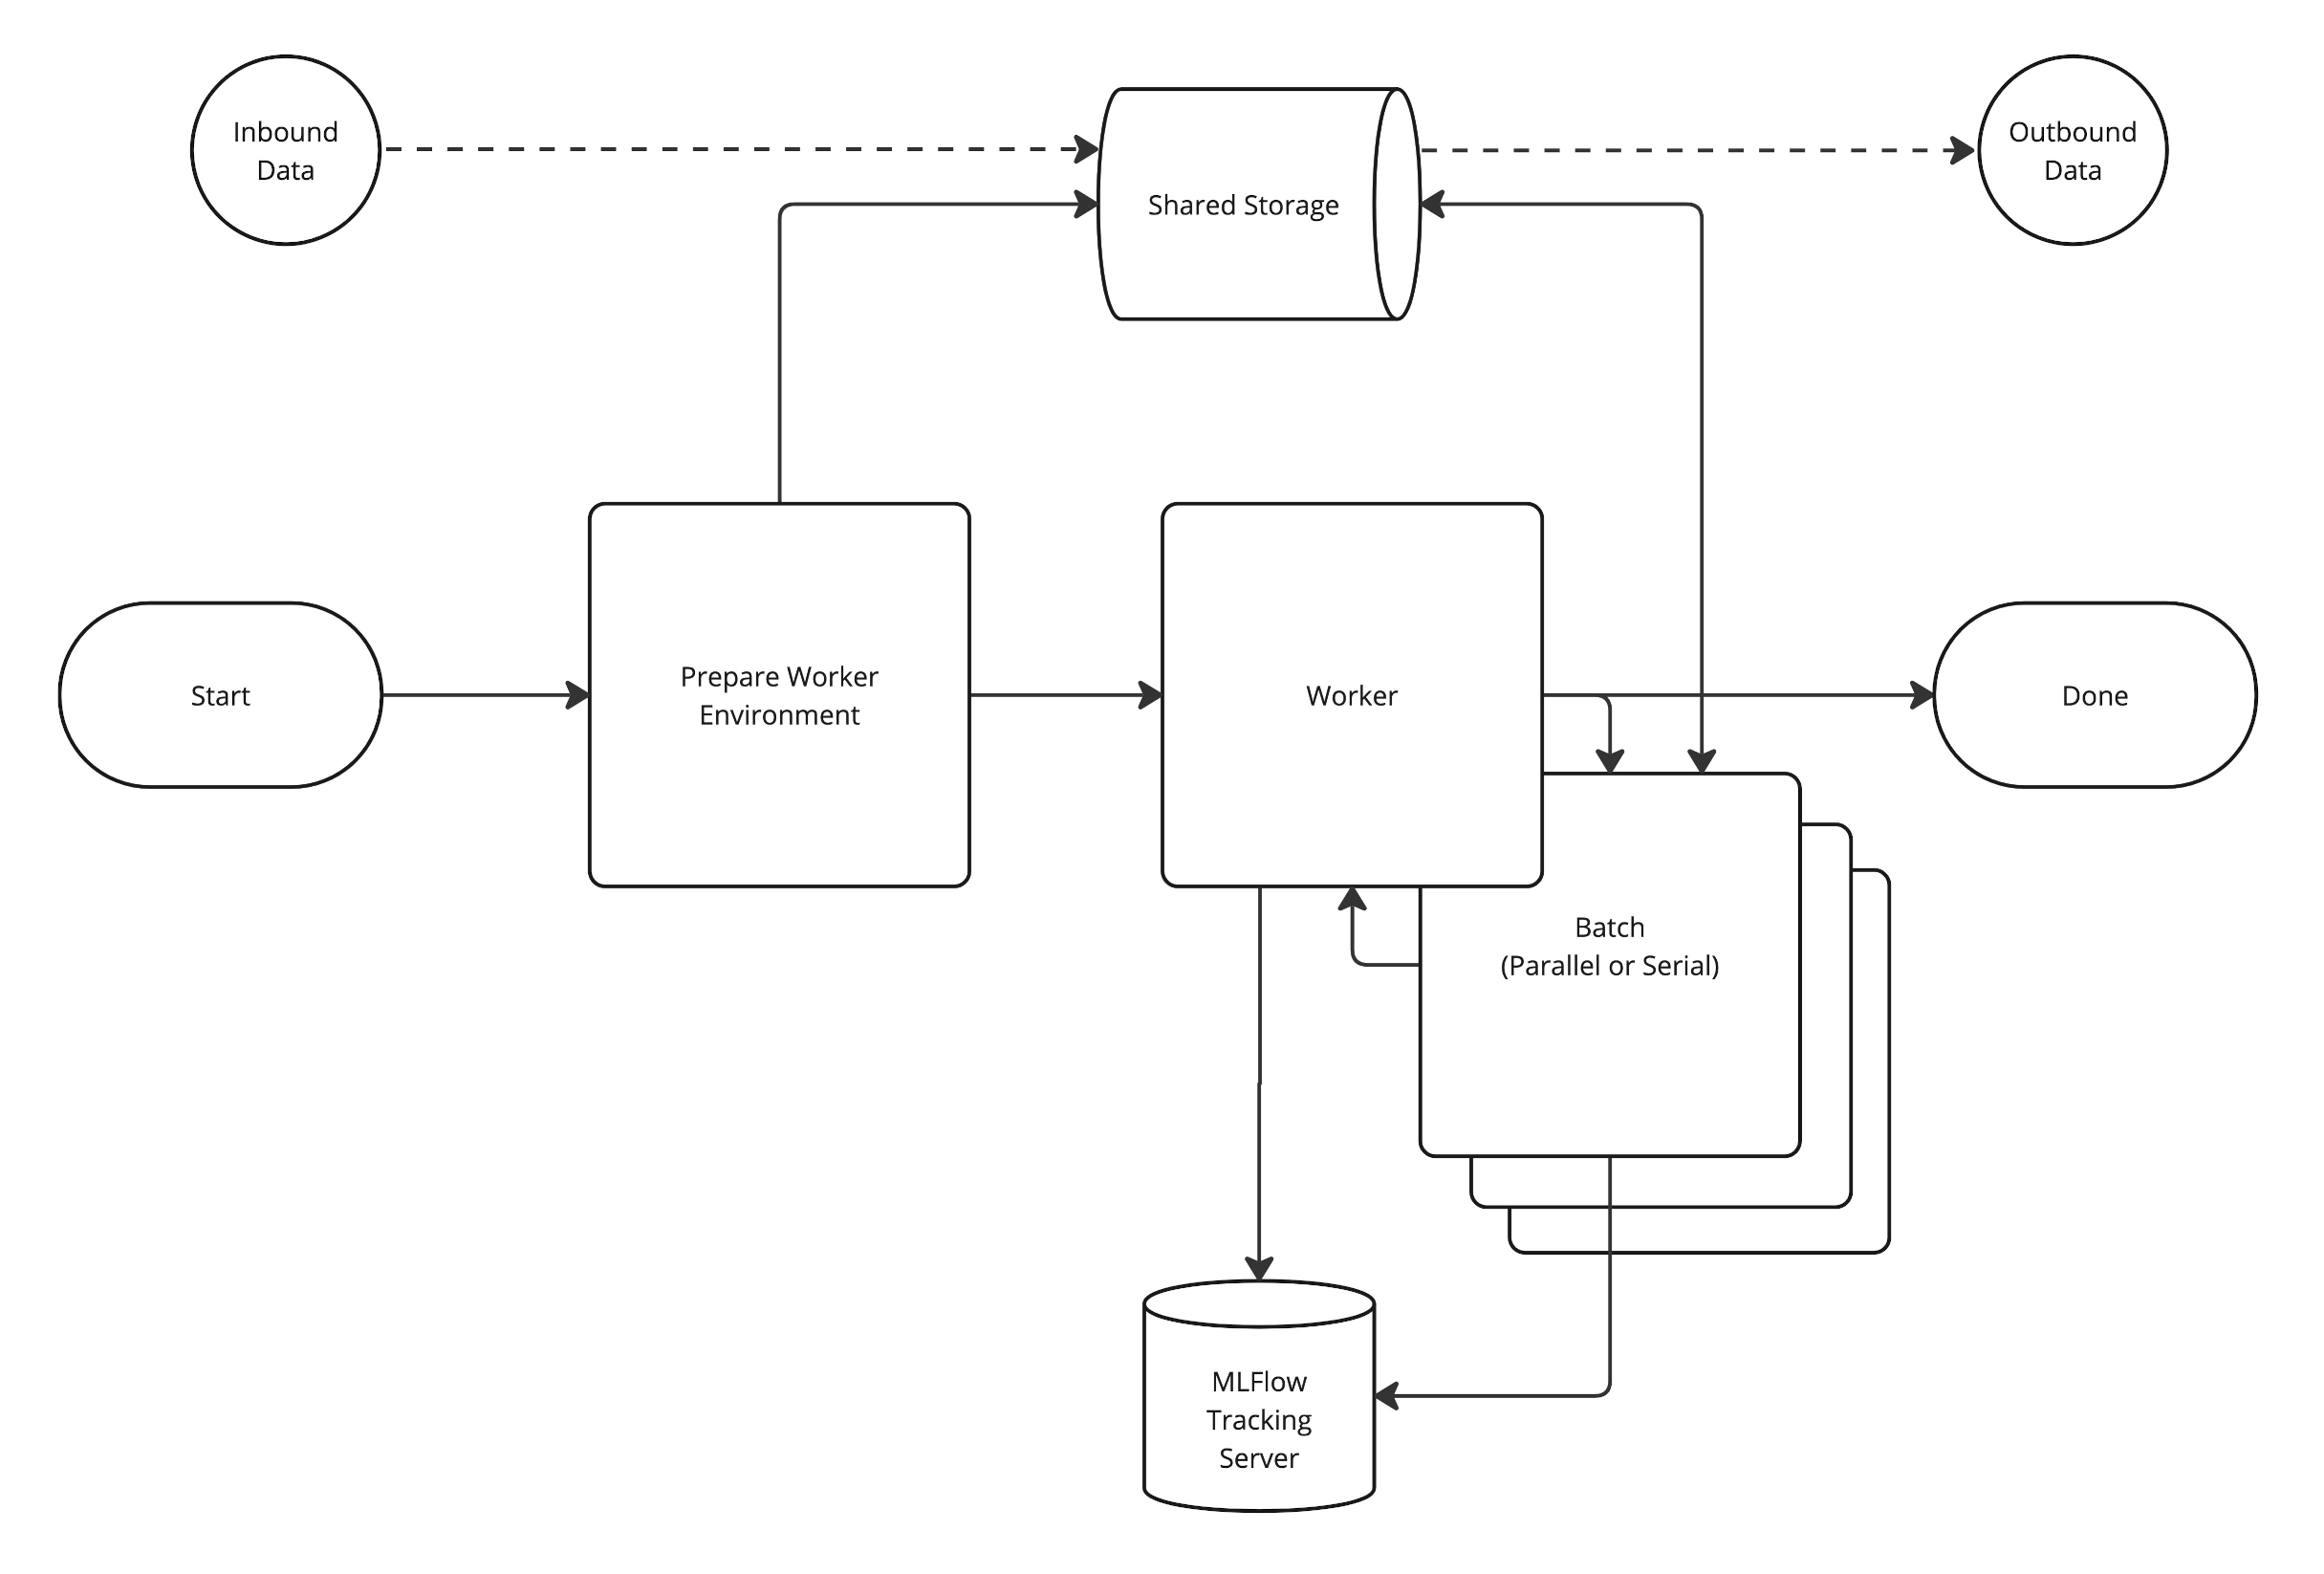 Inbound
Data
Shared Storage
Outbound
Data
Start
Prepare Worker
Environment
Worker
Done
Batch
(Parallel or Serial)
MLFlow
Tracking
Server